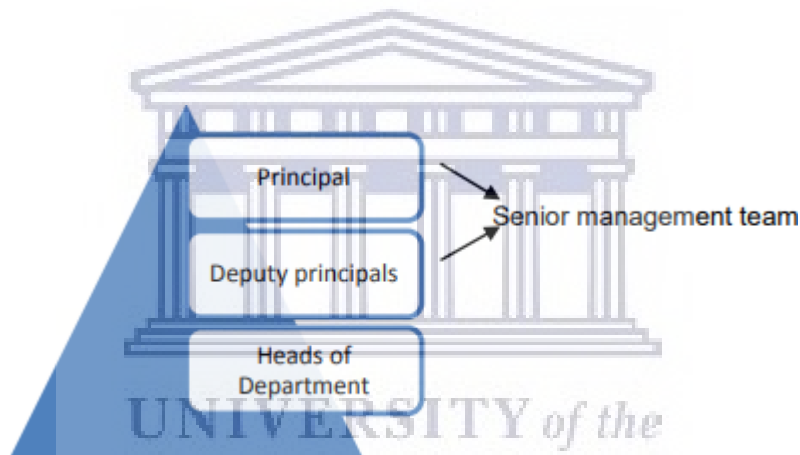 Principal
Senior management team
Deputy principals
Heads of
Department
UNIVERSITY of the